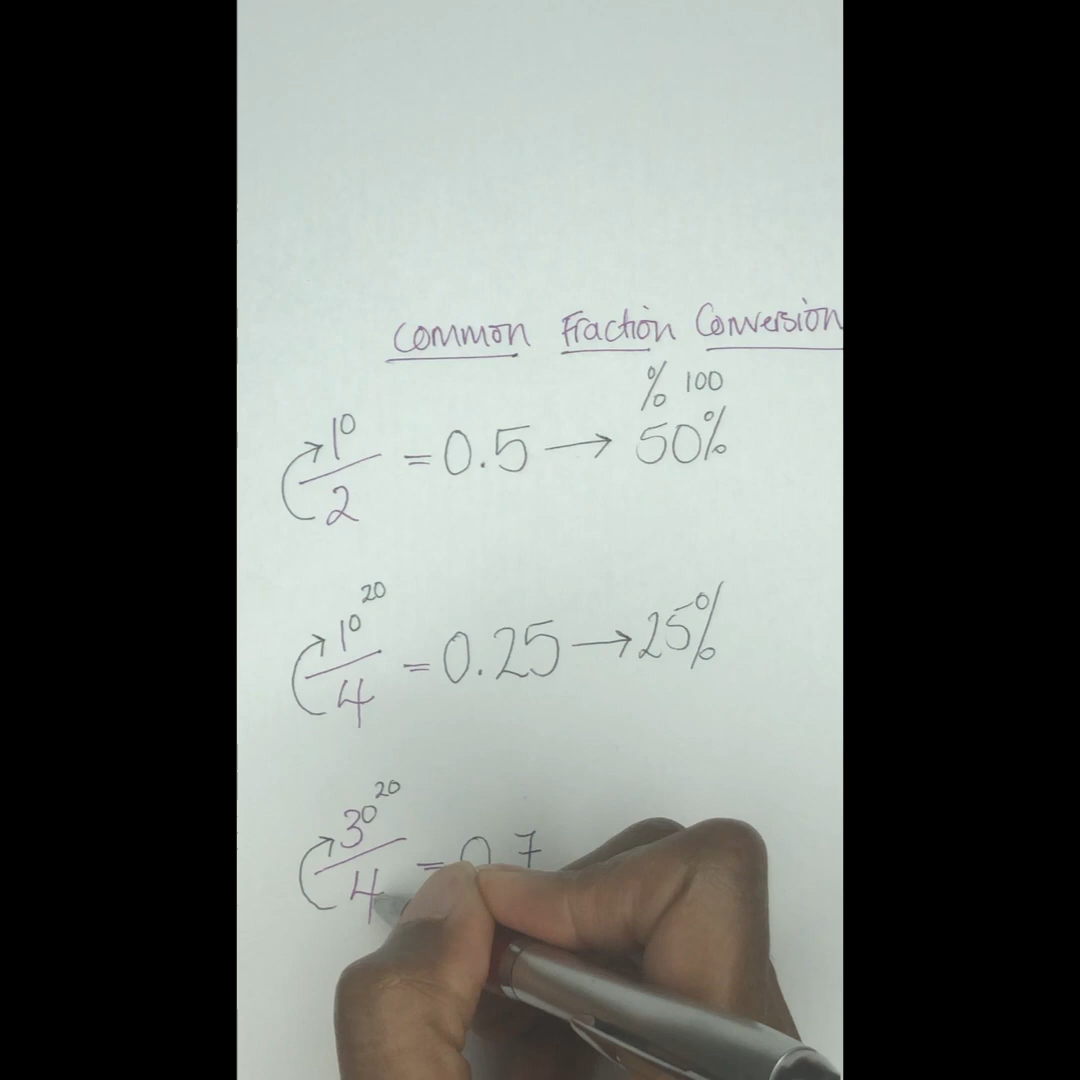 Common Fraction Conversion
% 100
1⁰/2 = 0.5 → 50%
1⁰ ²⁰/4 = 0.25 → 25%
3⁰ ²⁰/4 = 0.7